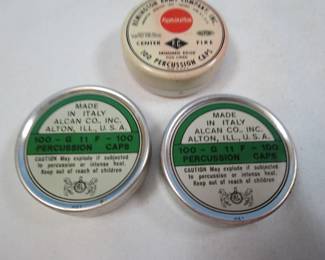 REMINGTON ARMS COMPANY, INC.
Remington
CENTER FIRE
100 PERCUSSION CAPS
MADE
IN ITALY
ALCAN CO., INC.
ALTON, ILL., U. S. A.
100 - G 11 F - 100
PERCUSSION CAPS
CAUTION May explode if subjected
to percussion or intense heat.
Keep out of reach of children
MADE
IN ITALY
ALCAN CO., INC.
ALTON, ILL., U. S. A.
100 - G 11 F - 100
PERCUSSION CAPS
CAUTION May explode if subjected
to percussion or intense heat.
Keep out of reach of children